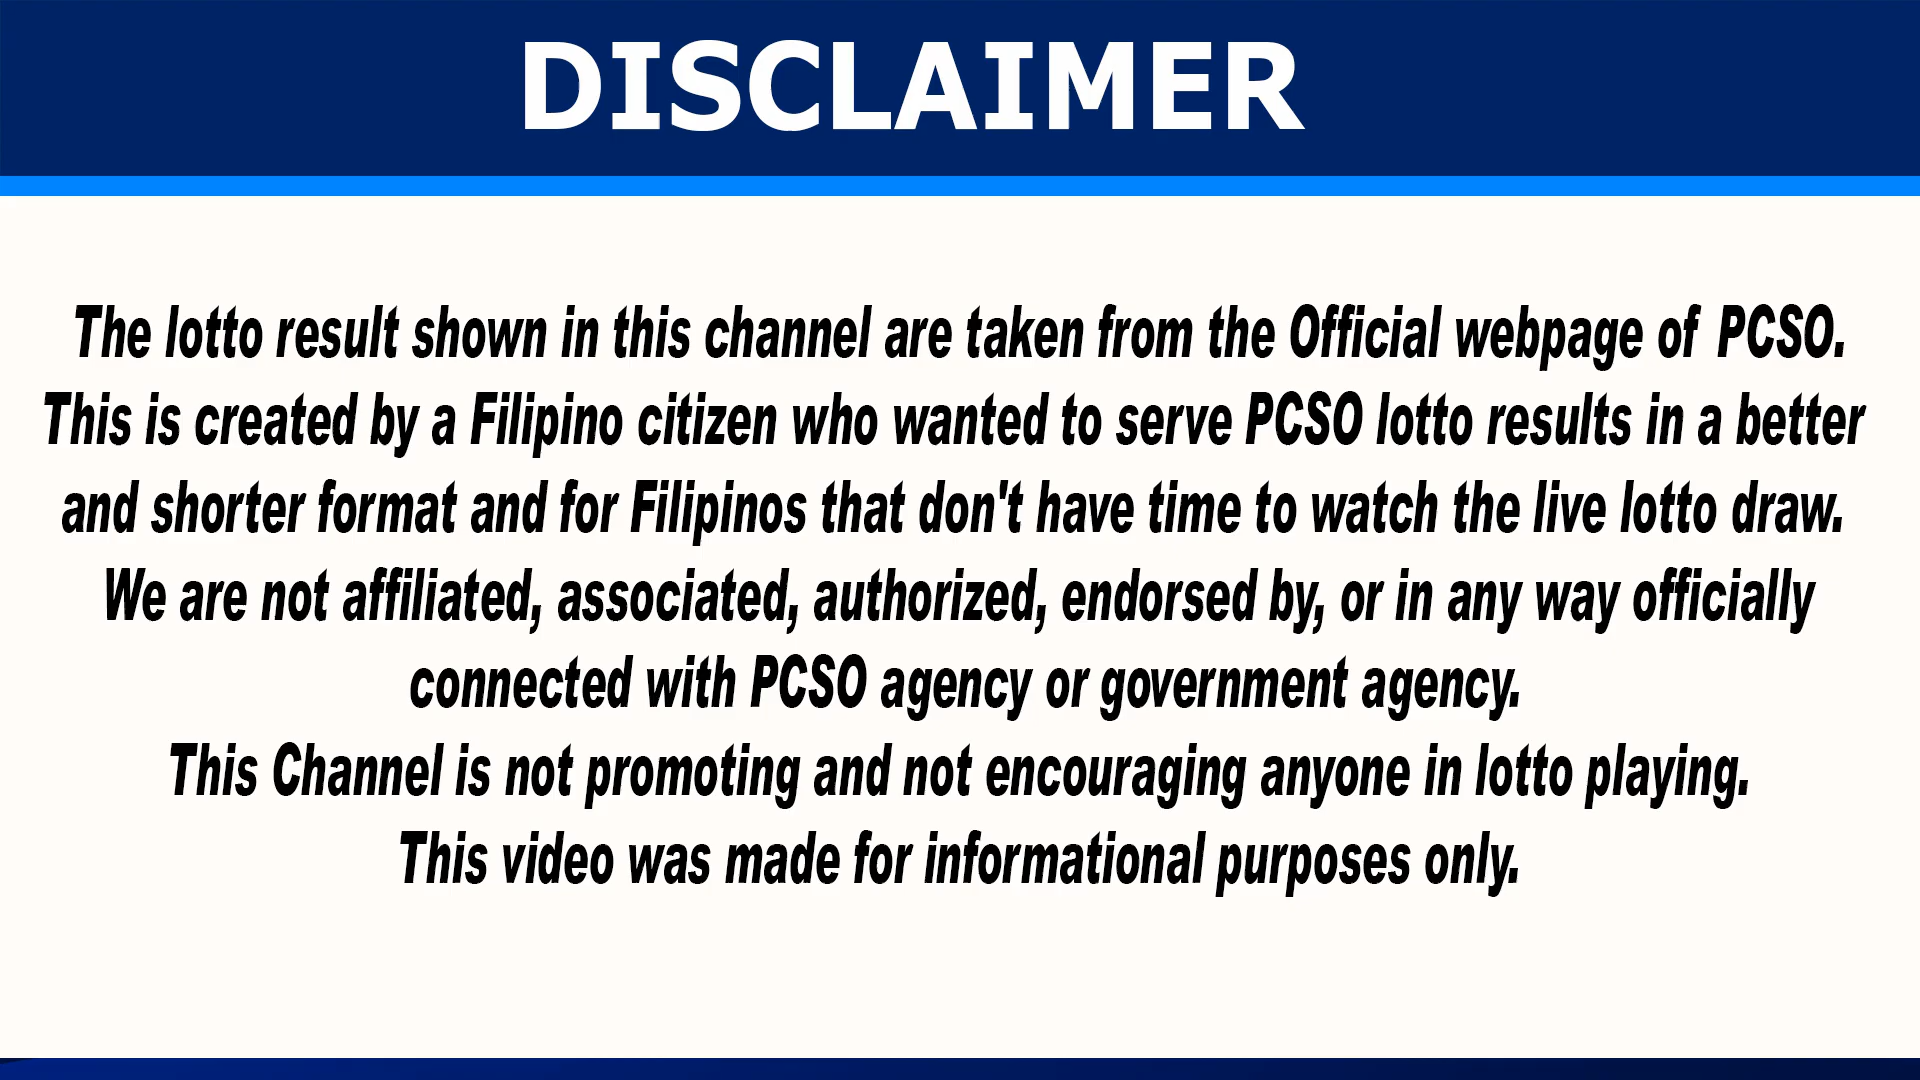 DISCLAIMER
The lotto result shown in this channel are taken from the Official webpage of PCSO.
This is created by a Filipino citizen who wanted to serve PCSO lotto results in a better
and shorter format and for Filipinos that don't have time to watch the live lotto draw.
We are not affiliated, associated, authorized, endorsed by, or in any way officially
connected with PCSO agency or government agency.
This Channel is not promoting and not encouraging anyone in lotto playing.
This video was made for informational purposes only.